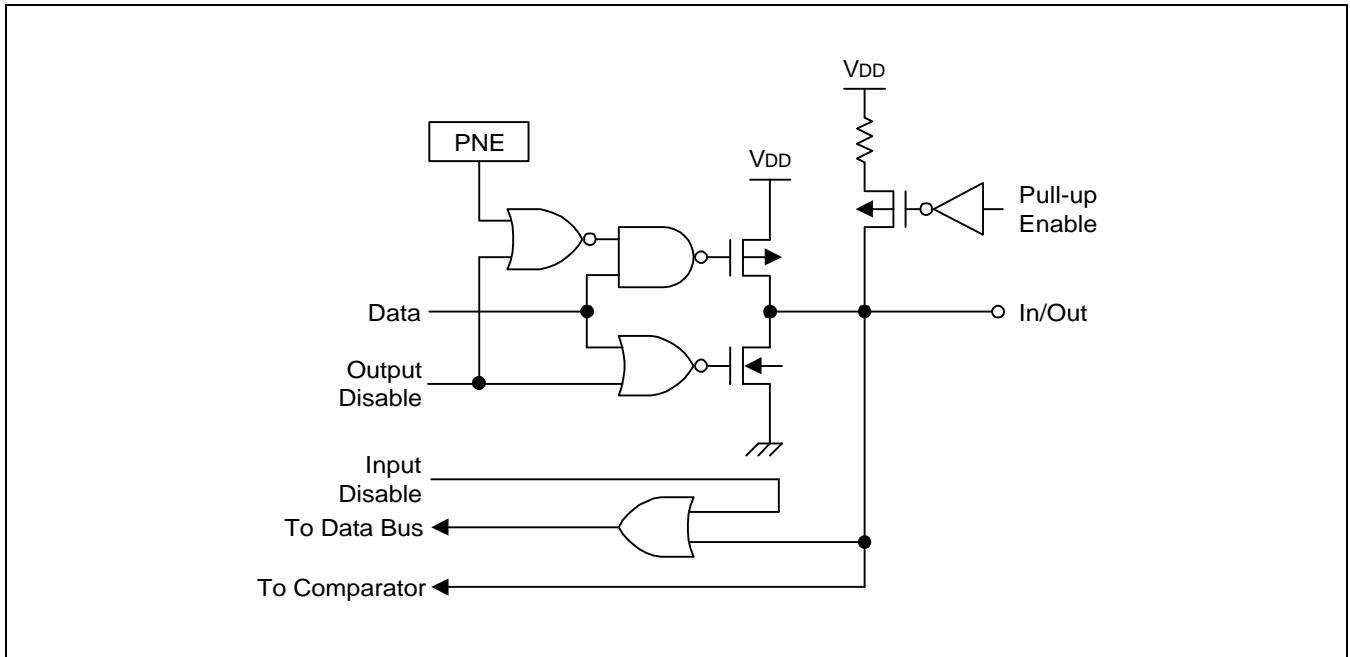 VDD
PNE
VDD
Pull-up
Enable
Data
In/Out
Output
Disable
Input
Disable
To Data Bus
To Comparator